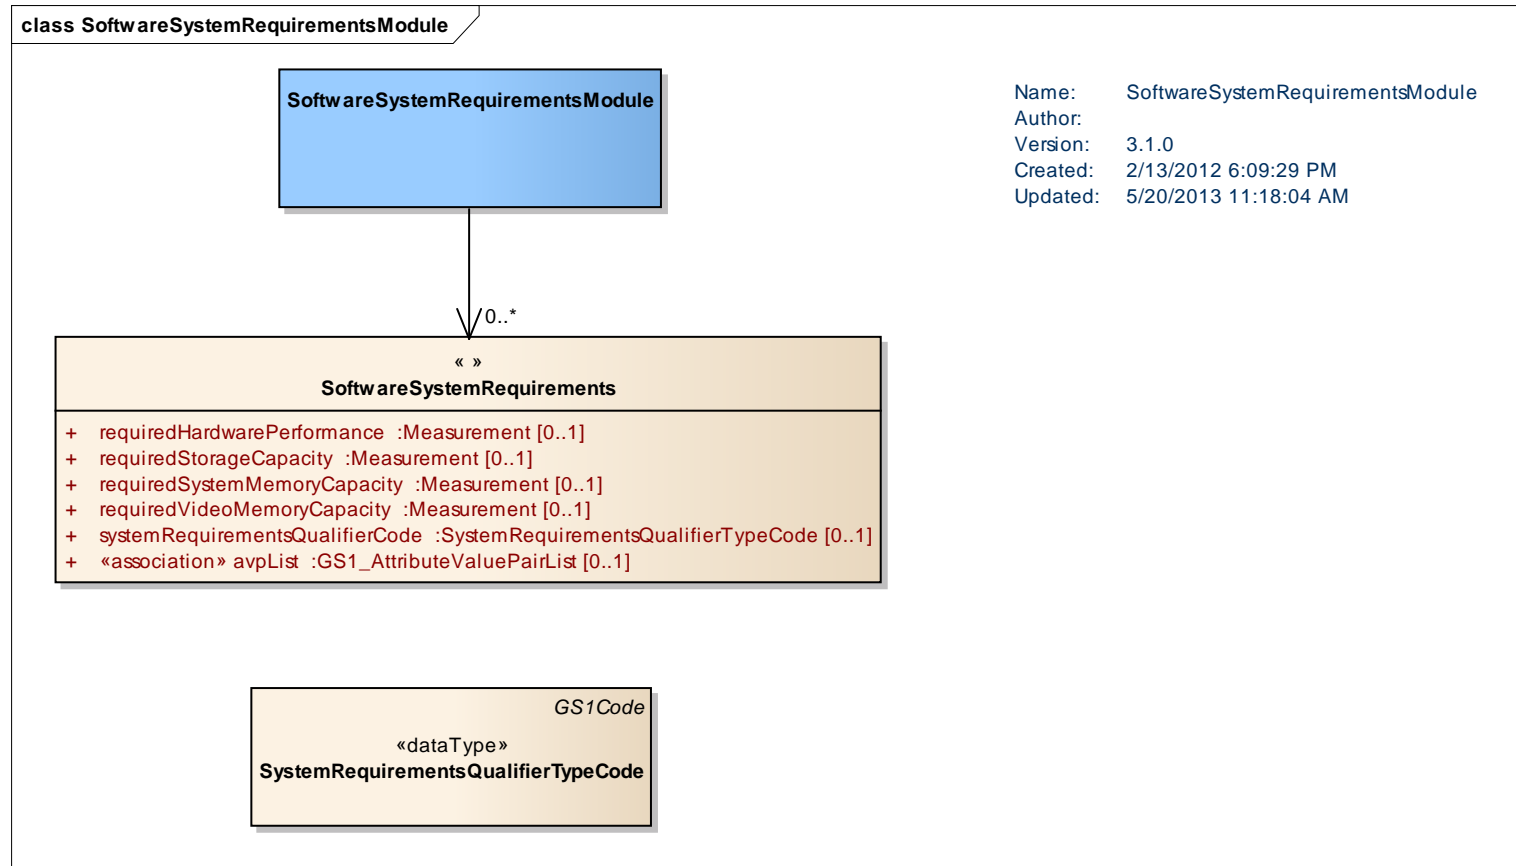 class SoftwareSystemRequirementsModule
SoftwareSystemRequirementsModule
Name: SoftwareSystemRequirementsModule
Author:
Version: 3.1.0
Created: 2/13/2012 6:09:29 PM
Updated: 5/20/2013 11:18:04 AM
0..*
« »
SoftwareSystemRequirements
+ requiredHardwarePerformance :Measurement [0..1]
+ requiredStorageCapacity :Measurement [0..1]
+ requiredSystemMemoryCapacity :Measurement [0..1]
+ requiredVideoMemoryCapacity :Measurement [0..1]
+ systemRequirementsQualifierCode :SystemRequirementsQualifierTypeCode [0..1]
+ «association» avpList :GS1_AttributeValuePairList [0..1]
GS1Code
«dataType»
SystemRequirementsQualifierTypeCode